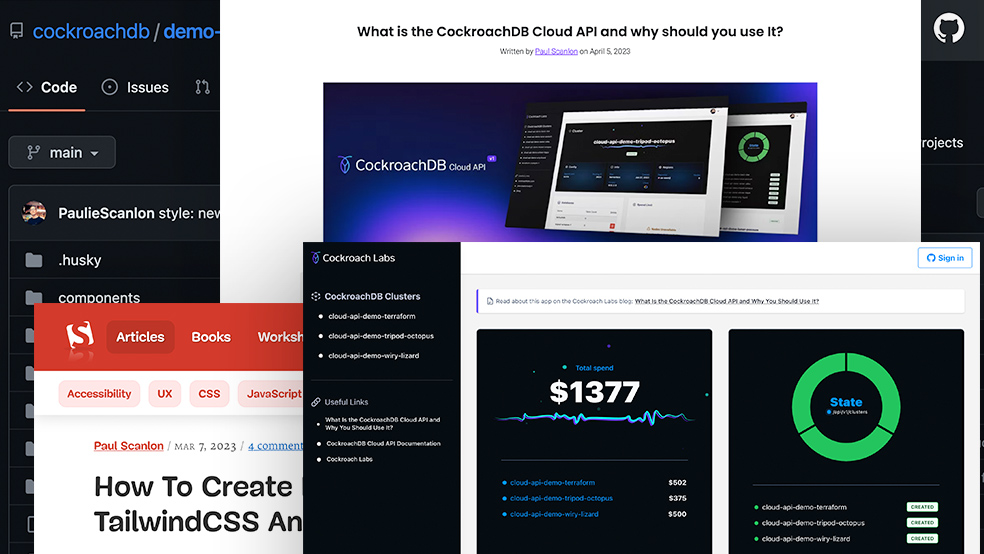 cockroachdb / demo-
Code
Issues
main
PaulieScanlon style: new
.husky
components
rojects
What is the CockroachDB Cloud API and why should you use It?
Written by Paul Scanlon on April 5, 2023
CockroachDB Cloud API v1
cloud-api-demo-tripod-octopus
State
Articles
Books
Worksh
Accessibility
UX
CSS
JavaScript
Paul Scanlon / MAR 7, 2023 / 4 comment
How To Create
TailwindCSS An
Cockroach Labs
CockroachDB Clusters
cloud-api-demo-terraform
cloud-api-demo-tripod-octopus
cloud-api-demo-wiry-lizard
Useful Links
What Is the CockroachDB Cloud API and
Why You Should Use It?
CockroachDB Cloud API Documentation
Cockroach Labs
Sign in
Read about this app on the Cockroach Labs blog: What Is the CockroachDB Cloud API and Why You Should Use It?
Total spend
$1377
cloud-api-demo-terraform $502
cloud-api-demo-tripod-octopus $375
cloud-api-demo-wiry-lizard $500
State
/api/v1/clusters
cloud-api-demo-terraform CREATED
cloud-api-demo-tripod-octopus CREATED
cloud-api-demo-wiry-lizard CREATED